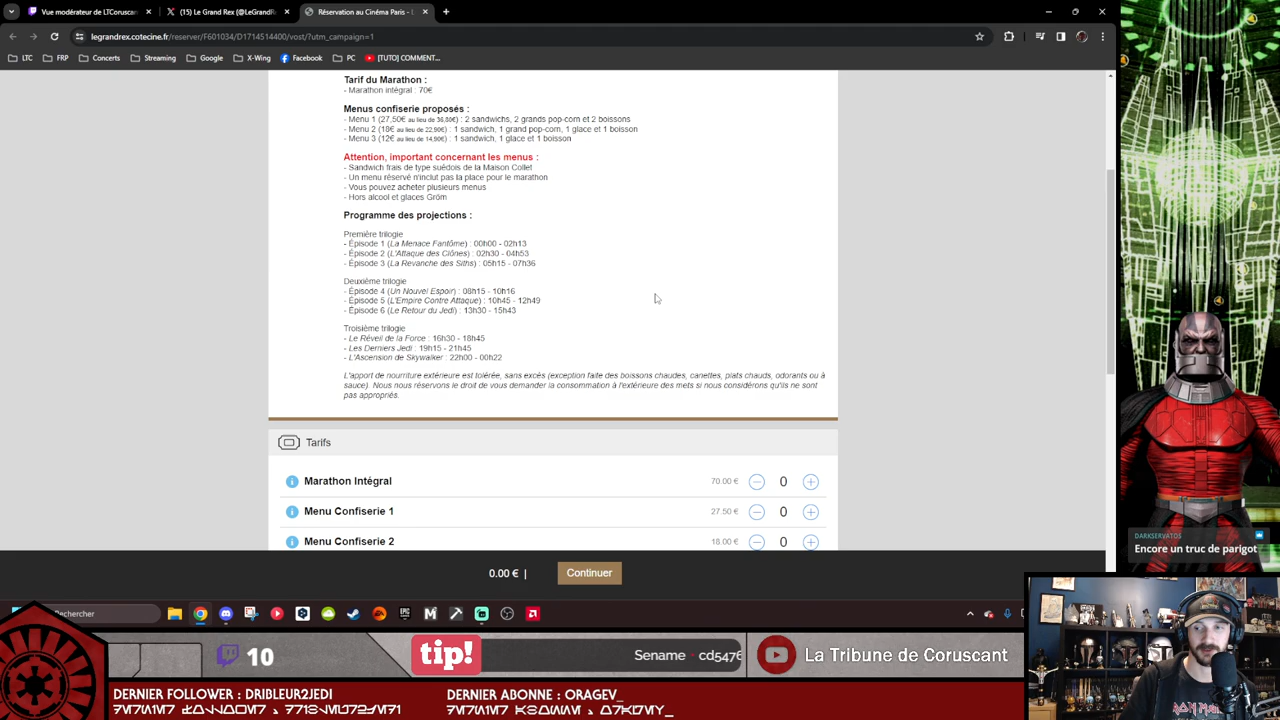 Vue modérateur de LTCoruscan
(15) Le Grand Rex (@LeGrandR
Réservation au Cinéma Paris - L
legrandrex.cotecine.fr/reserver/F601034/D1714514400/vost/?utm_campaign=1
LTC
FRP
Concerts
Streaming
Google
X-Wing
Facebook
PC
[TUTO] COMMENT...
Tarif du Marathon :
- Marathon intégral : 70€
Menus confiserie proposés :
- Menu 1 (27,50€ au lieu de 36,80€) : 2 sandwichs, 2 grands pop-corn et 2 boissons
- Menu 2 (18€ au lieu de 22,90€) : 1 sandwich, 1 grand pop-corn, 1 glace et 1 boisson
- Menu 3 (12€ au lieu de 14,90€) : 1 sandwich, 1 glace et 1 boisson
Attention, important concernant les menus :
- Sandwich frais de type suédois de la Maison Collet
- Un menu réservé n'inclut pas la place pour le marathon
- Vous pouvez acheter plusieurs menus
- Hors alcool et glaces Gröm
Programme des projections :
Première trilogie
- Épisode 1 (La Menace Fantôme) : 00h00 - 02h13
- Épisode 2 (L'Attaque des Clônes) : 02h30 - 04h53
- Épisode 3 (La Revanche des Siths) : 05h15 - 07h36
Deuxième trilogie
- Épisode 4 (Un Nouvel Espoir) : 08h15 - 10h16
- Épisode 5 (L'Empire Contre Attaque) : 10h45 - 12h49
- Épisode 6 (Le Retour du Jedi) : 13h30 - 15h43
Troisième trilogie
- Le Réveil de la Force : 16h30 - 18h45
- Les Derniers Jedi : 19h15 - 21h45
- L'Ascension de Skywalker : 22h00 - 00h22
L'apport de nourriture extérieure est tolérée, sans excès (exception faite des boissons chaudes, canettes, plats chauds, odorants ou à
sauce). Nous nous réservons le droit de vous demander la consommation à l'extérieure des mets si nous considérons qu'ils ne sont
pas appropriés.
Tarifs
Marathon Intégral 70.00 € 0
Menu Confiserie 1 27.50 € 0
Menu Confiserie 2 18.00 € 0
0.00 € | Continuer
DARKSERVATOS
Encore un truc de parigot
Rechercher
10
tip!
Sename • cd5476
La Tribune de Coruscant
DERNIER FOLLOWER : DRIBLEUR2JEDI
DERNIER ABONNE : ORAGEV_